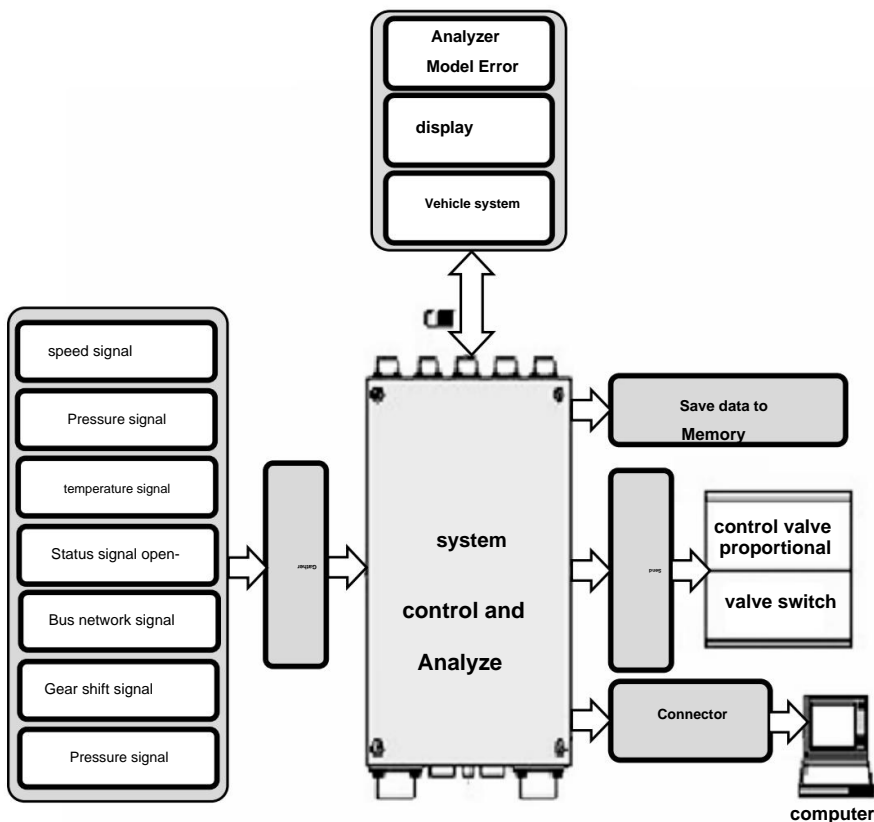 Analyzer
Model Error
display
Vehicle system
speed signal
Pressure signal
temperature signal
Status signal open-
Bus network signal
Gear shift signal
Pressure signal
Gather
system
control and
Analyze
Save data to
Memory
Send
control valve
proportional
valve switch
Connector
computer